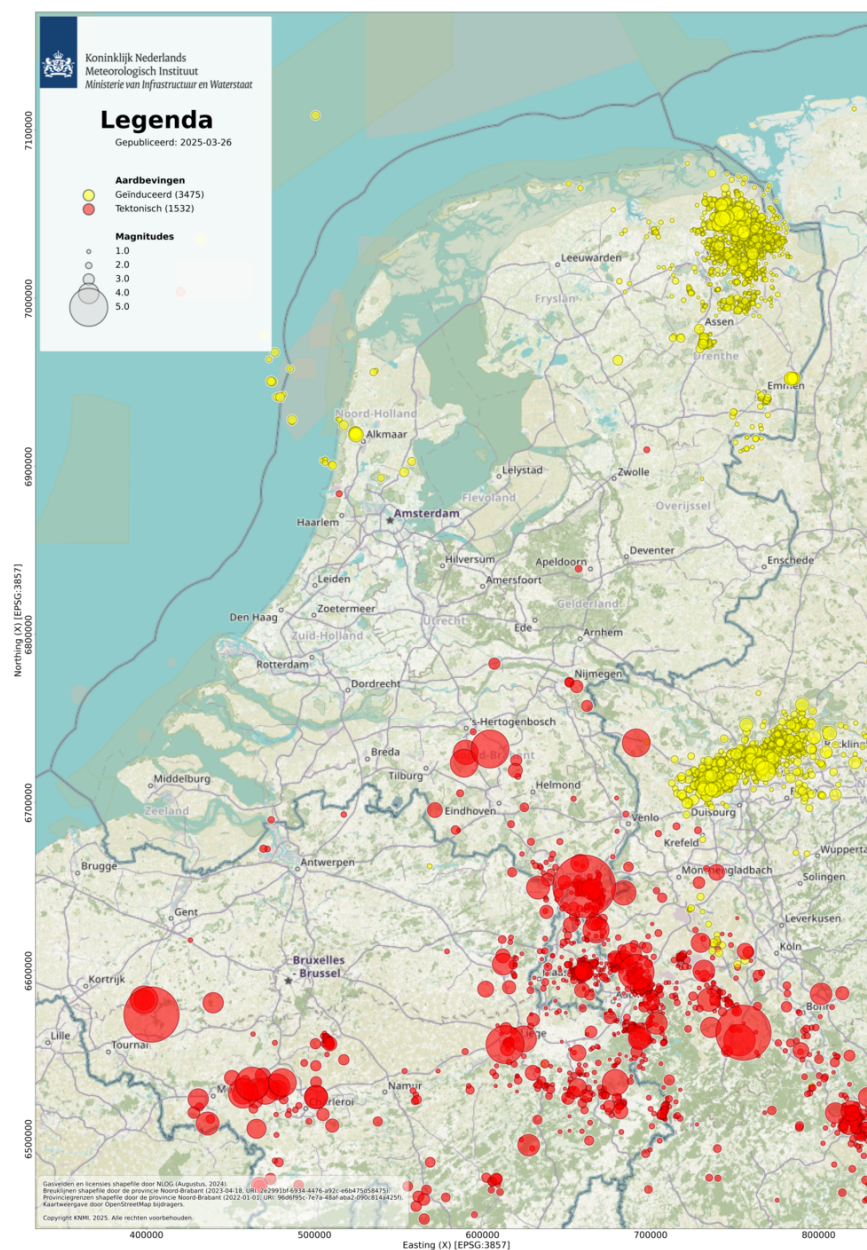 Koninklijk Nederlands
Meteorologisch Instituut
Ministerie van Infrastructuur en Waterstaat
Legenda
Gepubliceerd: 2025-03-26
Aardbevingen
Geïnduceerd (3475)
Tektonisch (1532)
Magnitudes
1.0
2.0
3.0
4.0
5.0
Leeuwarden
Fryslan
Assen
Drenthe
Emmen
Noord-Holland
Alkmaar
Lelystad
Zwolle
Flevoland
Overijssel
Amsterdam
Haarlem
Hilversum
Apeldoorn
Deventer
Enschede
Leiden
Amersfoort
Den Haag
Zoetermeer
Gelderland
Utrecht
Ede
Arnhem
Zuid-Holland
Rotterdam
Nijmegen
Dordrecht
's-Hertogenbosch
Breda
Tilburg
Helmond
Middelburg
Zeeland
Eindhoven
Venlo
Duisburg
Krefeld
Brugge
Antwerpen
Solingen
Gent
Leverkusen
Köln
Bruxelles
- Brussel
Kortrijk
Lille
Tournai
Namur
Charleroi
7100000
7000000
6900000
6800000
6700000
6600000
6500000
Northing (X) [EPSG:3857]
400000
500000
600000
700000
800000
Easting (X) [EPSG:3857]
Gasvelden en licensies shapefile door NLOG (Augustus, 2024).
Kaartweergave door OpenStreetMap bijdragers.
Copyright KNMI, 2025. Alle rechten voorbehouden.